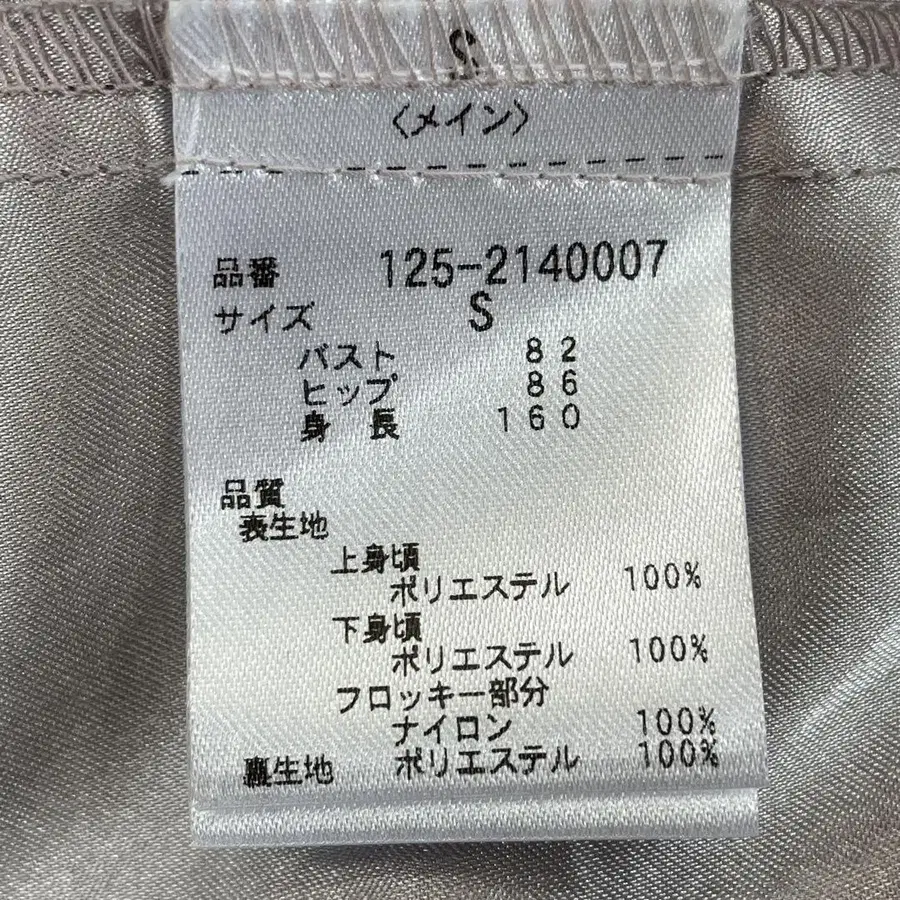 S
〈メイン〉
品番 125-2140007
サイズ S
バスト 82
ヒップ 86
身長 160
品質
表生地
上身頃
ポリエステル 100%
下身頃
ポリエステル 100%
フロッキー部分
ナイロン 100%
裏生地 ポリエステル 100%